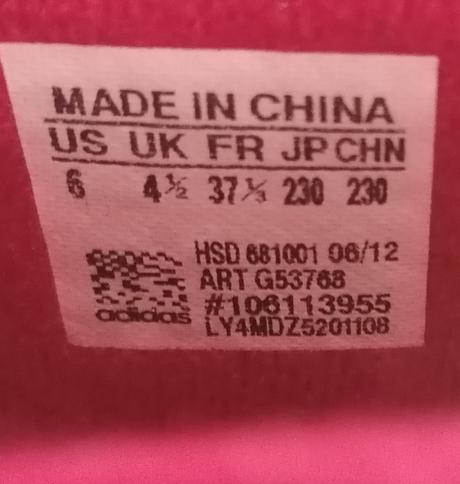 MADE IN CHINA
US UK FR JP CHN
6 4½ 37⅓ 230 230
HSD 681001 06/12
ART G53768
#106113955
LY4MDZ5201108
adidas